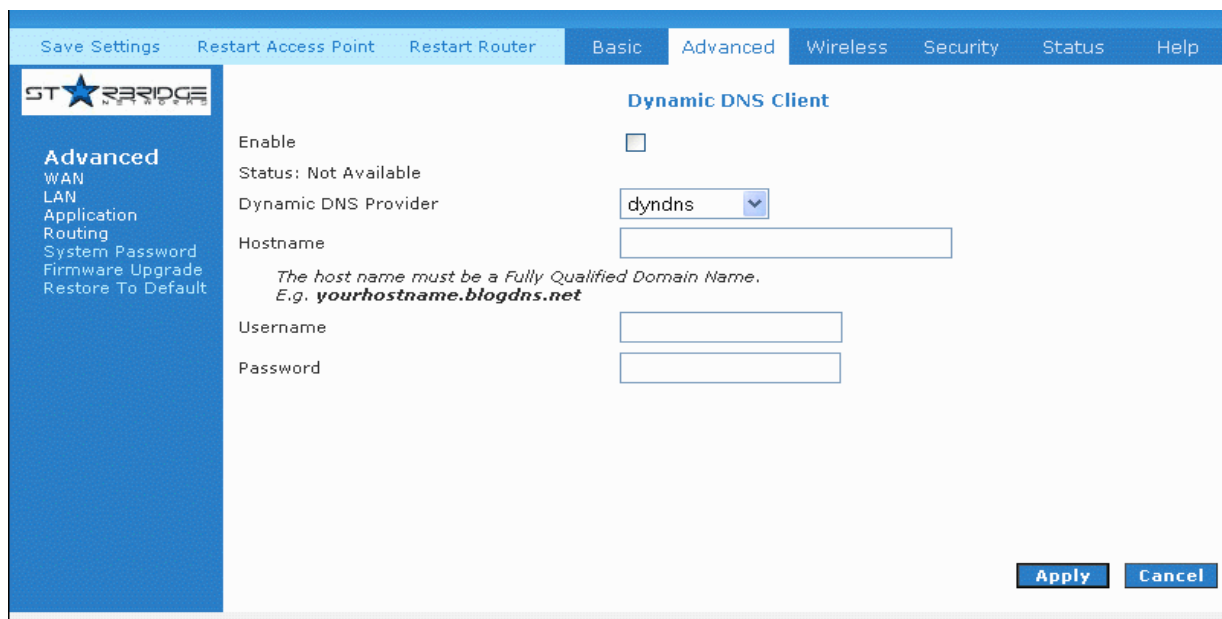 Save Settings Restart Access Point Restart Router Basic Advanced Wireless Security Status Help
STARBRIDGE
NETWORKS
Advanced
WAN
LAN
Application
Routing
System Password
Firmware Upgrade
Restore To Default
Dynamic DNS Client
Enable
Status: Not Available
Dynamic DNS Provider dyndns
Hostname
The host name must be a Fully Qualified Domain Name.
E.g. yourhostname.blogdns.net
Username
Password
Apply Cancel